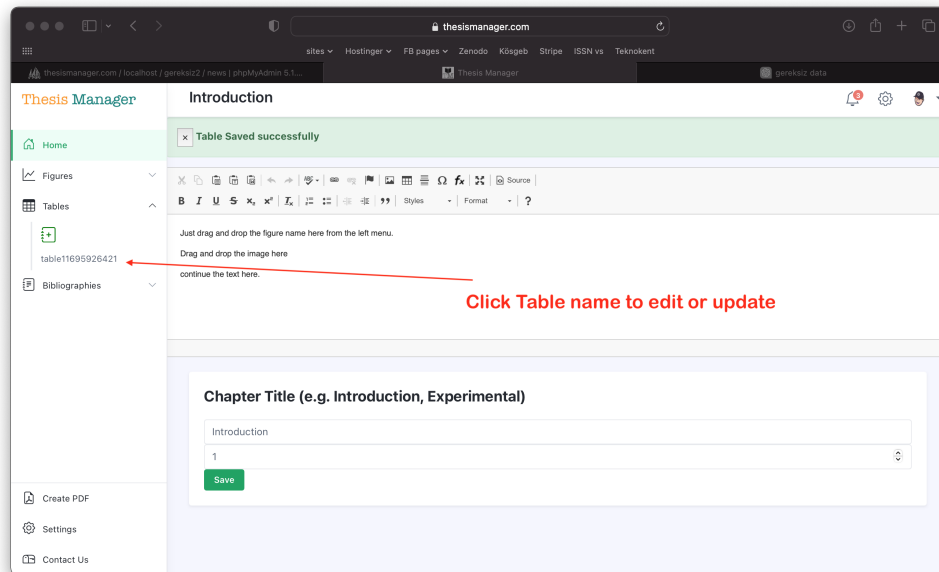 thesismanager.com
sites Hostinger FB pages Zenodo Kösgeb Stripe ISSN vs Teknokent
thesismanager.com / localhost / gereksiz2 / news | phpMyAdmin 5.1....
Thesis Manager
gereksiz data
Thesis Manager
Introduction
3
× Table Saved successfully
Home
Figures
Tables
table11695926421
Bibliographies
Source
B I U S x₂ x² Tx
Styles
Format
?
Just drag and drop the figure name here from the left menu.
Drag and drop the image here
continue the text here.
Click Table name to edit or update
Chapter Title (e.g. Introduction, Experimental)
Introduction
1
Save
Create PDF
Settings
Contact Us